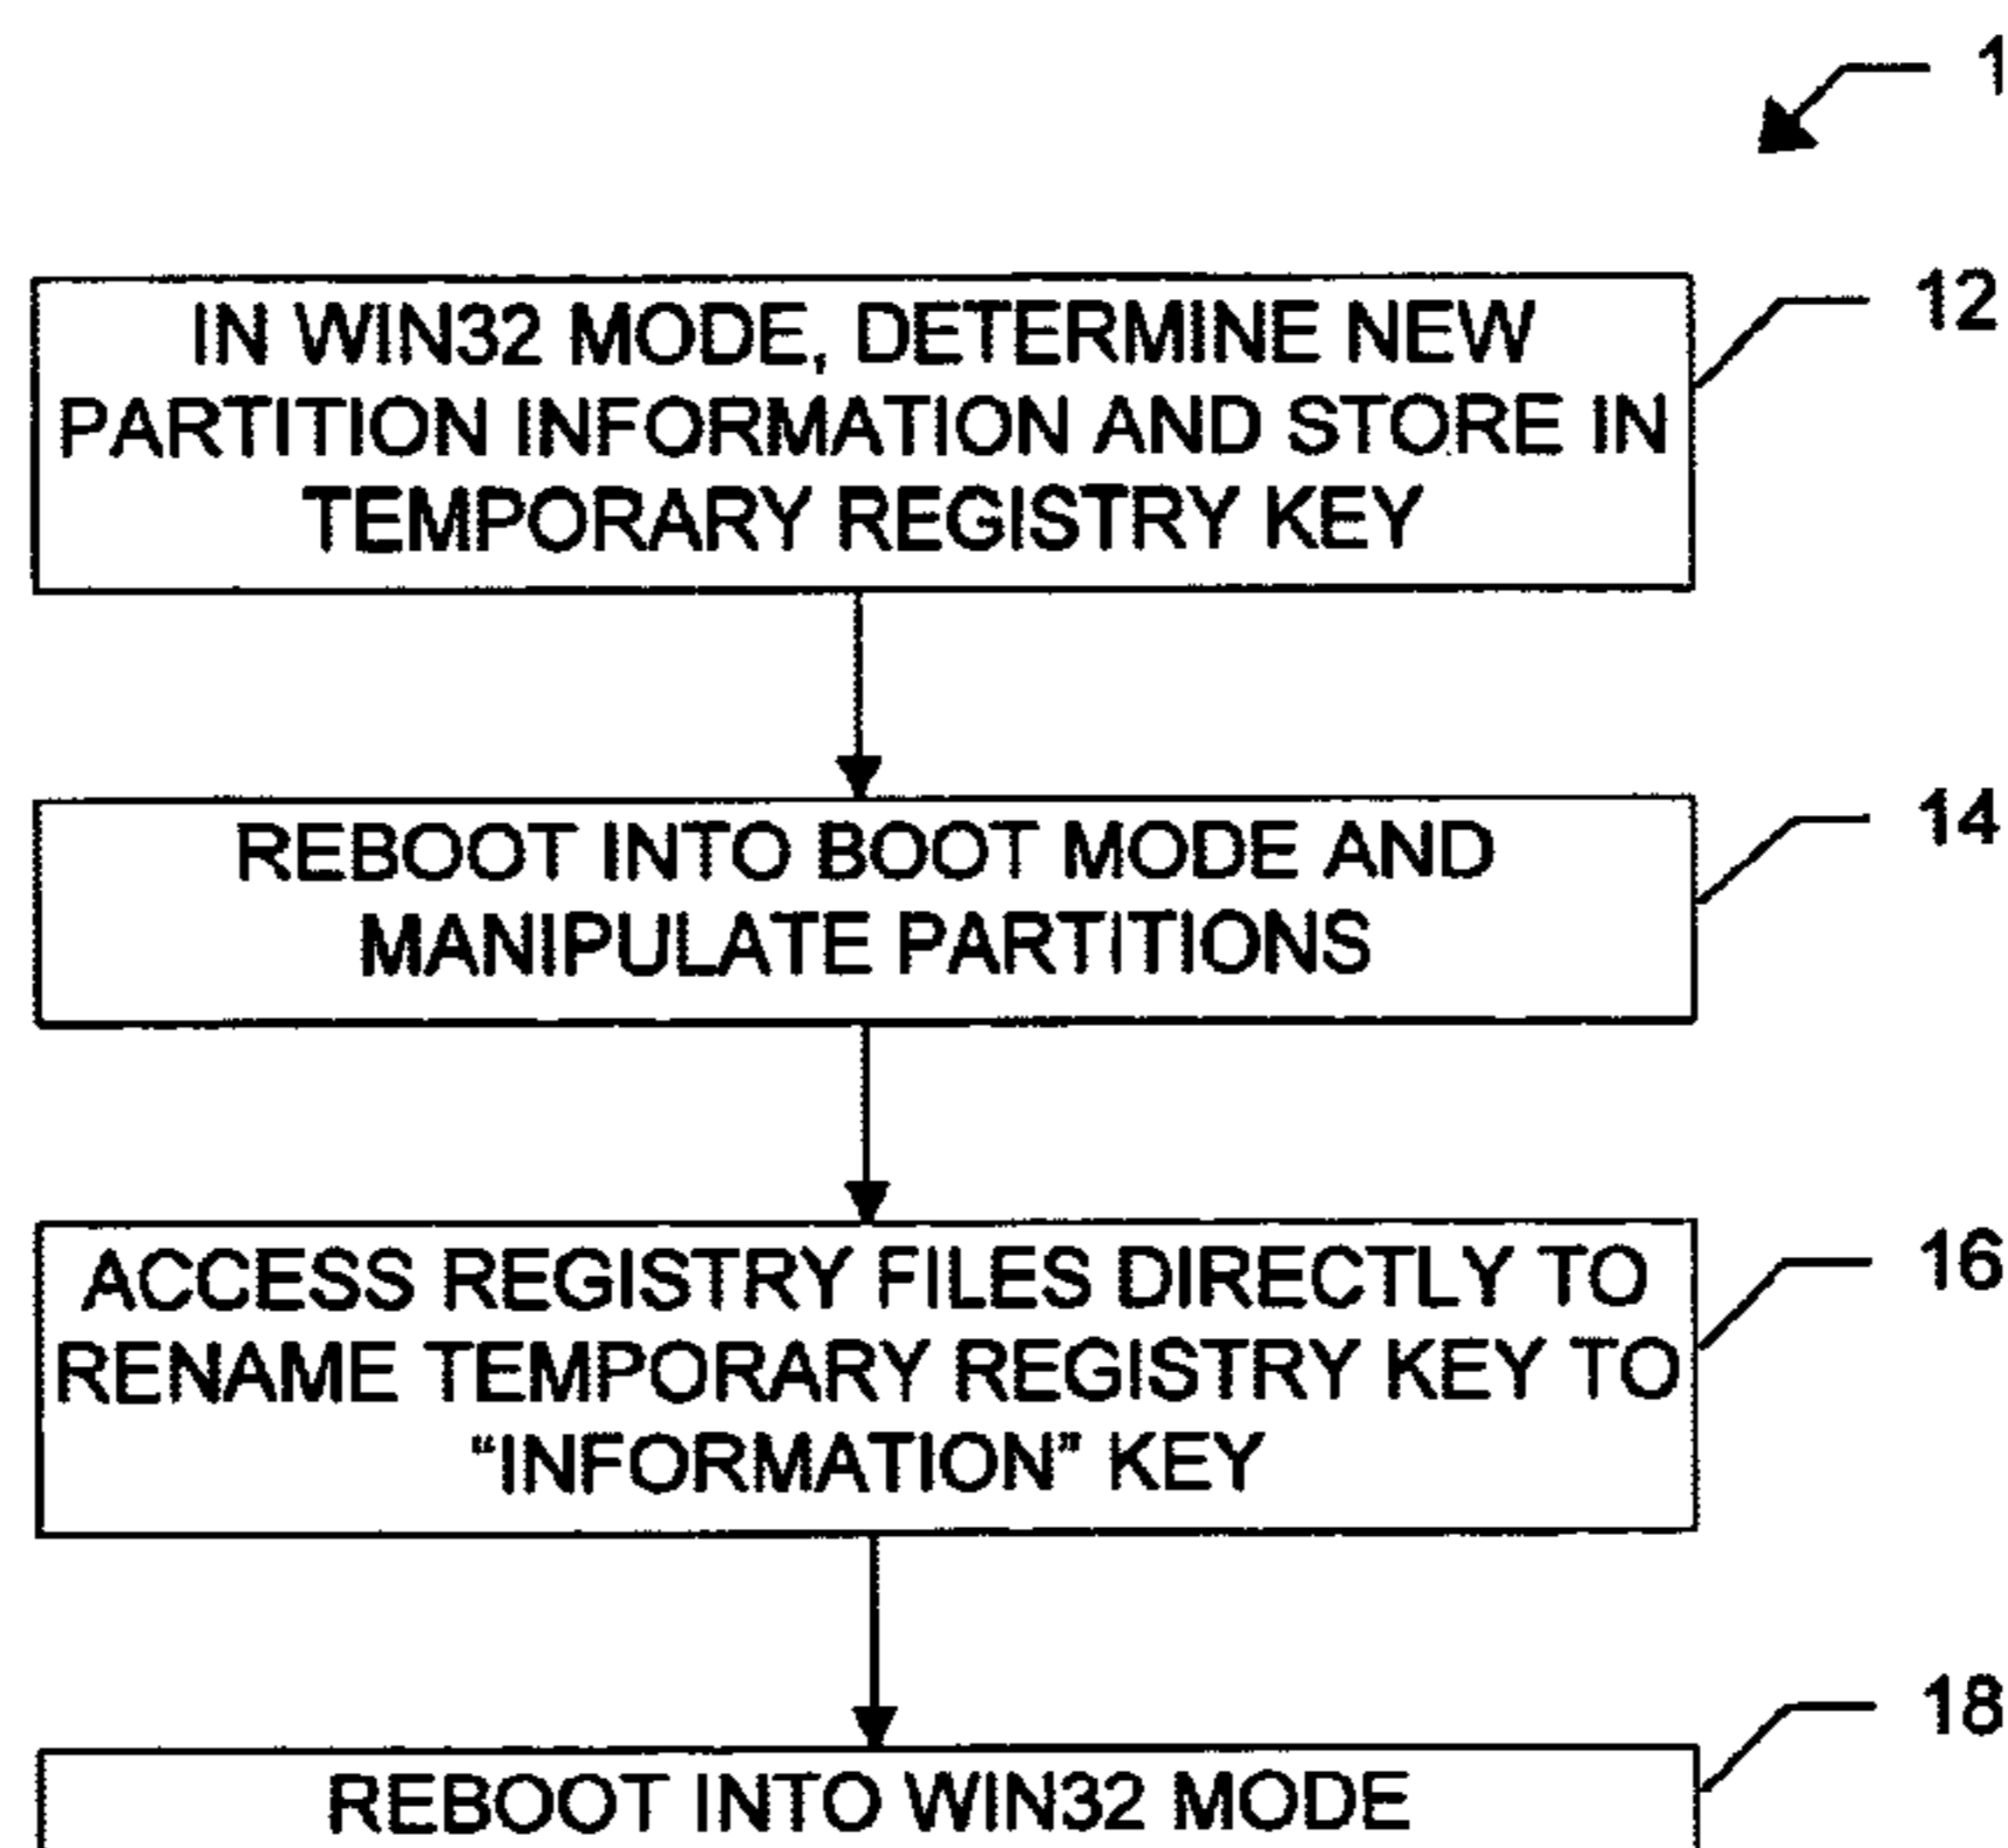 1
IN WIN32 MODE, DETERMINE NEW
PARTITION INFORMATION AND STORE IN
TEMPORARY REGISTRY KEY
12
REBOOT INTO BOOT MODE AND
MANIPULATE PARTITIONS
14
ACCESS REGISTRY FILES DIRECTLY TO
RENAME TEMPORARY REGISTRY KEY TO
“INFORMATION” KEY
16
REBOOT INTO WIN32 MODE
18